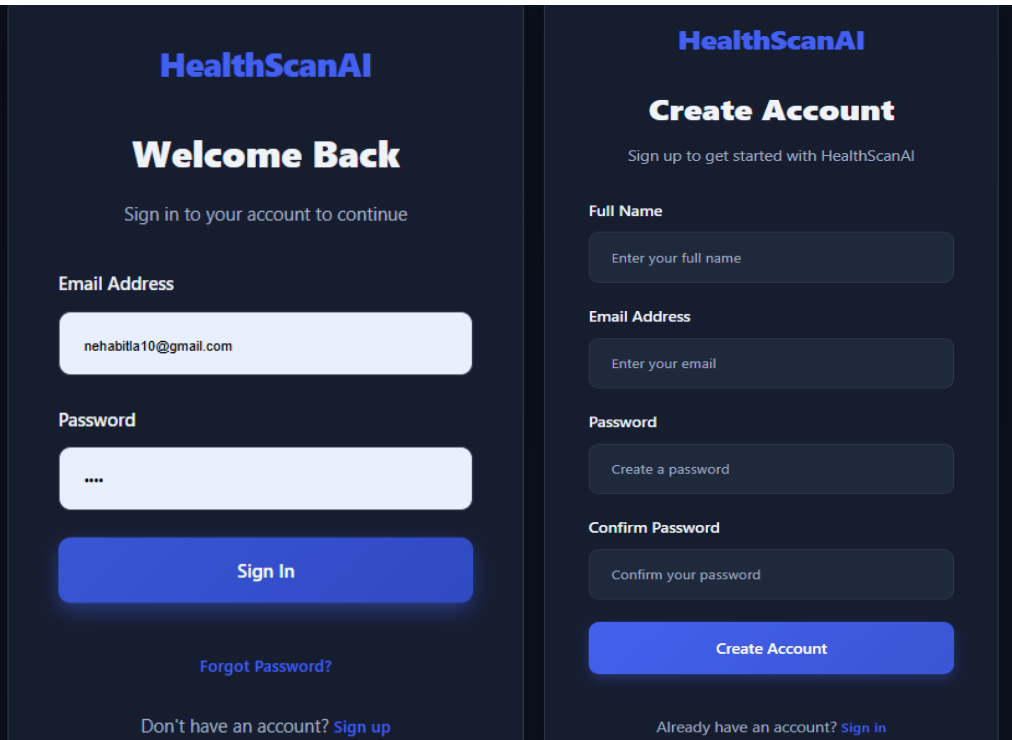 HealthScanAI
Welcome Back
Sign in to your account to continue
Email Address
nehabitla10@gmail.com
Password
••••
Sign In
Forgot Password?
Don't have an account? Sign up
HealthScanAI
Create Account
Sign up to get started with HealthScanAI
Full Name
Enter your full name
Email Address
Enter your email
Password
Create a password
Confirm Password
Confirm your password
Create Account
Already have an account? Sign in